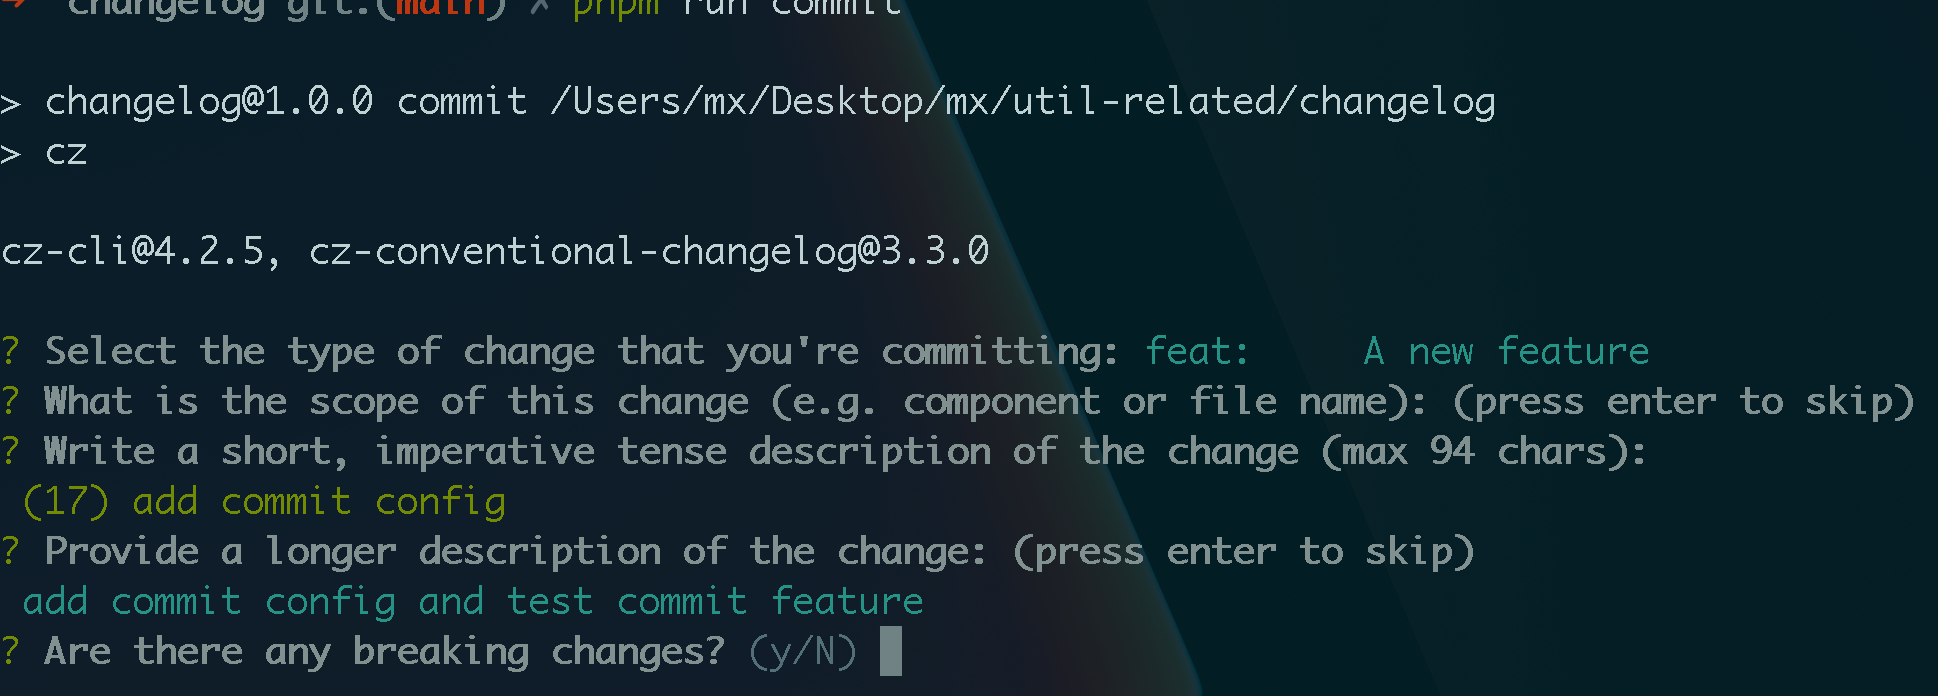 ➜ changelog git:(main) ✗ pnpm run commit
> changelog@1.0.0 commit /Users/mx/Desktop/mx/util-related/changelog
> cz
cz-cli@4.2.5, cz-conventional-changelog@3.3.0
? Select the type of change that you're committing: feat:     A new feature
? What is the scope of this change (e.g. component or file name): (press enter to skip)
? Write a short, imperative tense description of the change (max 94 chars):
(17) add commit config
? Provide a longer description of the change: (press enter to skip)
add commit config and test commit feature
? Are there any breaking changes? (y/N)